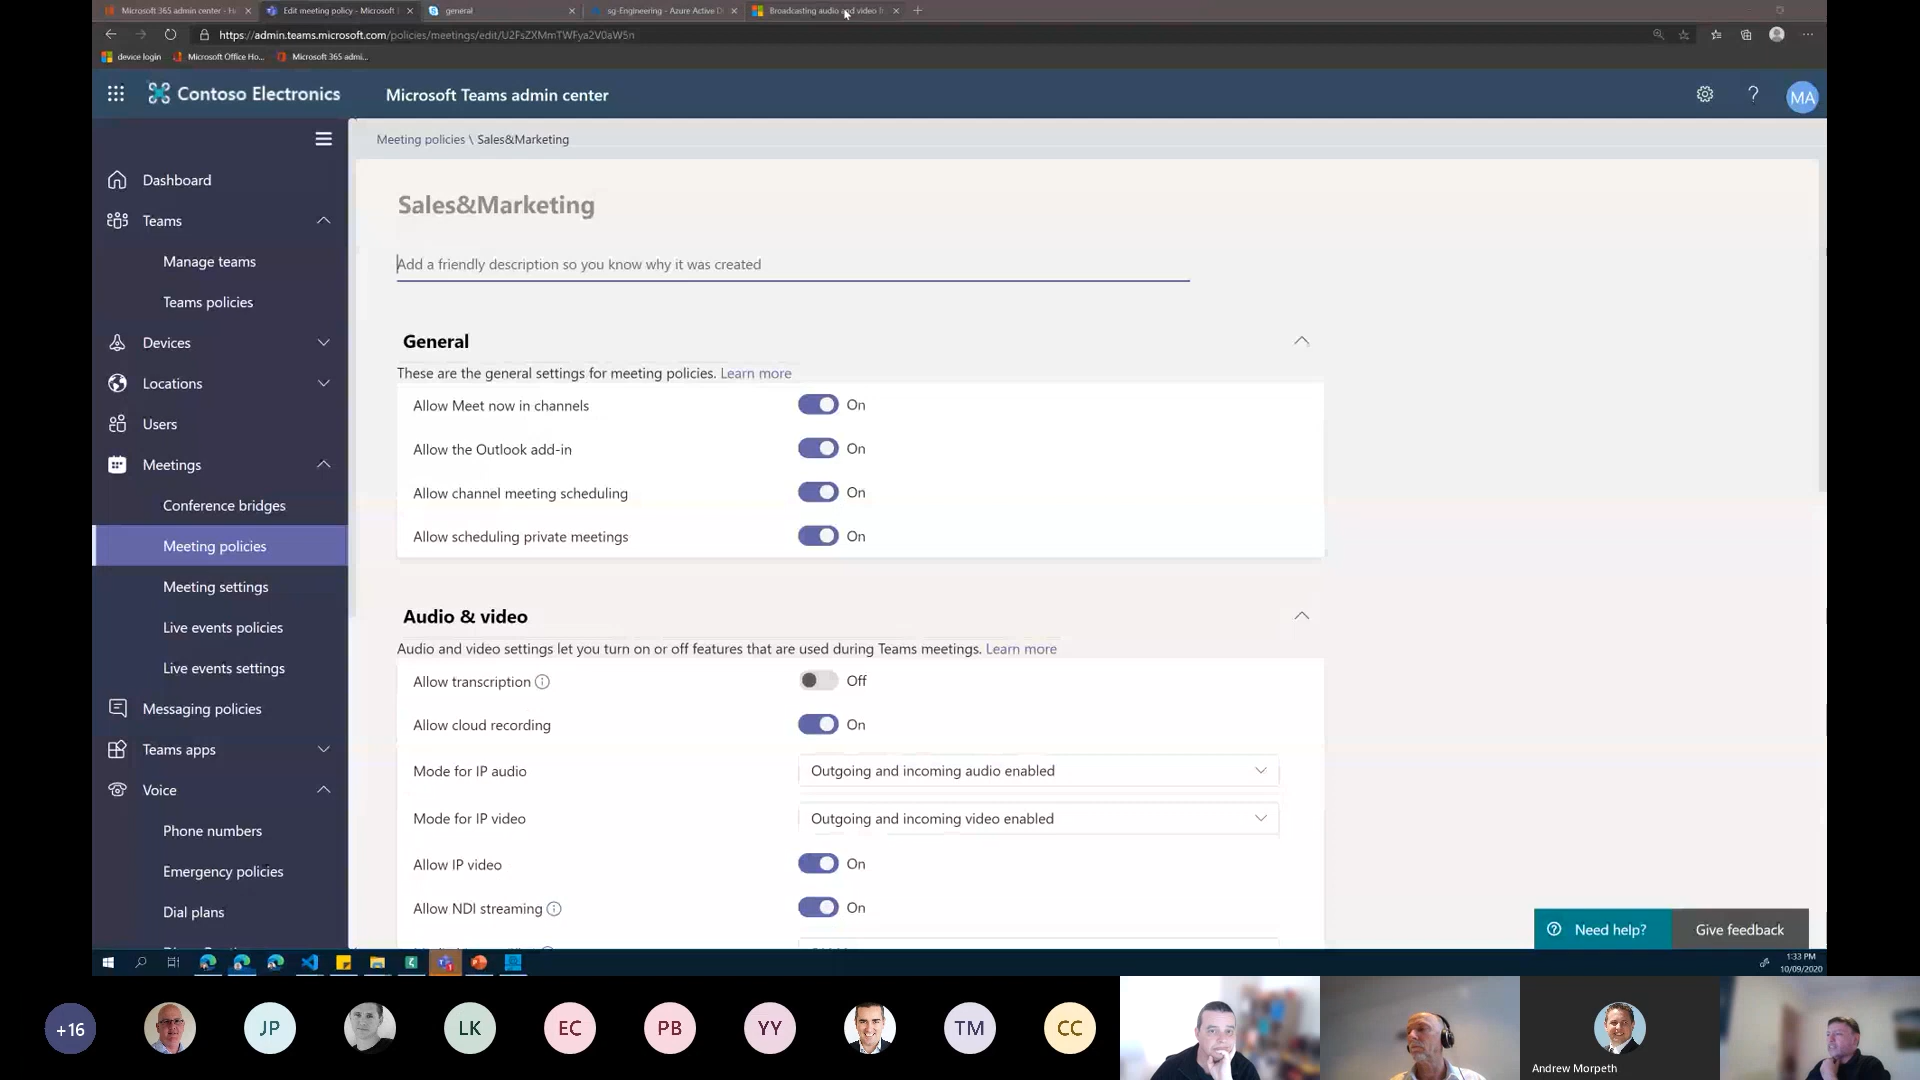 Microsoft 365 admin center - H
Edit meeting policy - Microsoft
general
sg-Engineering - Azure Active D
Broadcasting audio and video f
https://admin.teams.microsoft.com/policies/meetings/edit/U2FsZXMmTWFya2V0aW5n
device login
Microsoft Office Ho...
Microsoft 365 admi...
Contoso Electronics
Microsoft Teams admin center
?
MA
Meeting policies \ Sales&Marketing
Dashboard
Teams
Manage teams
Teams policies
Devices
Locations
Users
Meetings
Conference bridges
Meeting policies
Meeting settings
Live events policies
Live events settings
Messaging policies
Teams apps
Voice
Phone numbers
Emergency policies
Dial plans
Sales&Marketing
Add a friendly description so you know why it was created
General
These are the general settings for meeting policies. Learn more
Allow Meet now in channels On
Allow the Outlook add-in On
Allow channel meeting scheduling On
Allow scheduling private meetings On
Audio & video
Audio and video settings let you turn on or off features that are used during Teams meetings. Learn more
Allow transcription Off
Allow cloud recording On
Mode for IP audio Outgoing and incoming audio enabled
Mode for IP video Outgoing and incoming video enabled
Allow IP video On
Allow NDI streaming On
Need help?
Give feedback
1:33 PM
10/09/2020
+16
JP
LK
EC
PB
YY
TM
CC
Andrew Morpeth